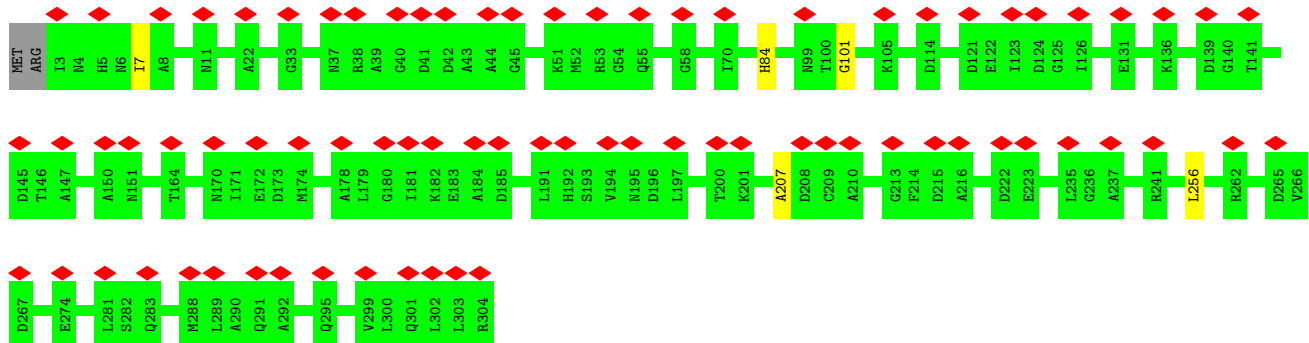 MET ARG I3 N4 H5 N6 I7 A8 N11 A22 G33 N37 R38 A39 G40 D41 D42 A43 A44 G45 K51 M52 R53 G54 Q55 G58 I70 H84 N99 T100 G101 K105 D114 D121 E122 I123 D124 G125 I126 E131 K136 D139 G140 T141
D145 T146 A147 A150 N151 T164 N170 I171 E172 D173 M174 A178 L179 G180 I181 K182 E183 A184 D185 L191 H192 S193 V194 N195 D196 L197 T200 K201 A207 D208 C209 A210 G213 F214 D215 A216 D222 E223 L235 G236 A237 R241 L256 R262 D265 V266
D267 E274 L281 S282 Q283 M288 L289 A290 Q291 A292 Q295 V299 L300 Q301 L302 L303 R304